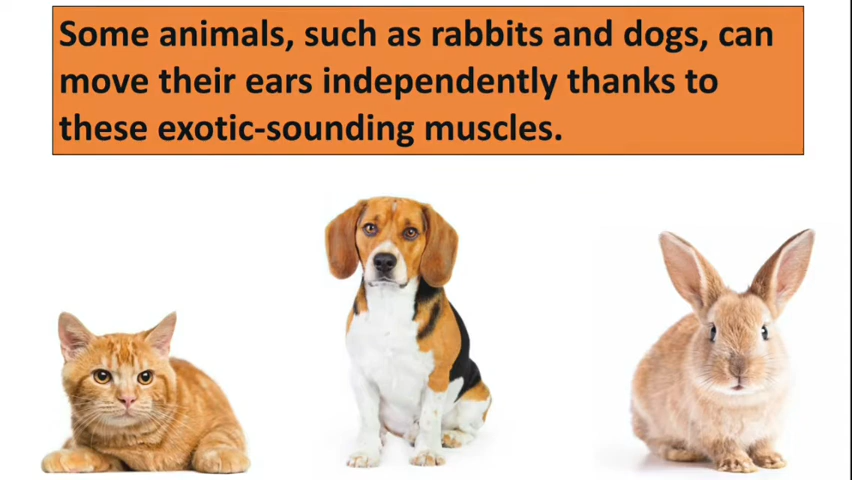 Some animals, such as rabbits and dogs, can
move their ears independently thanks to
these exotic-sounding muscles.